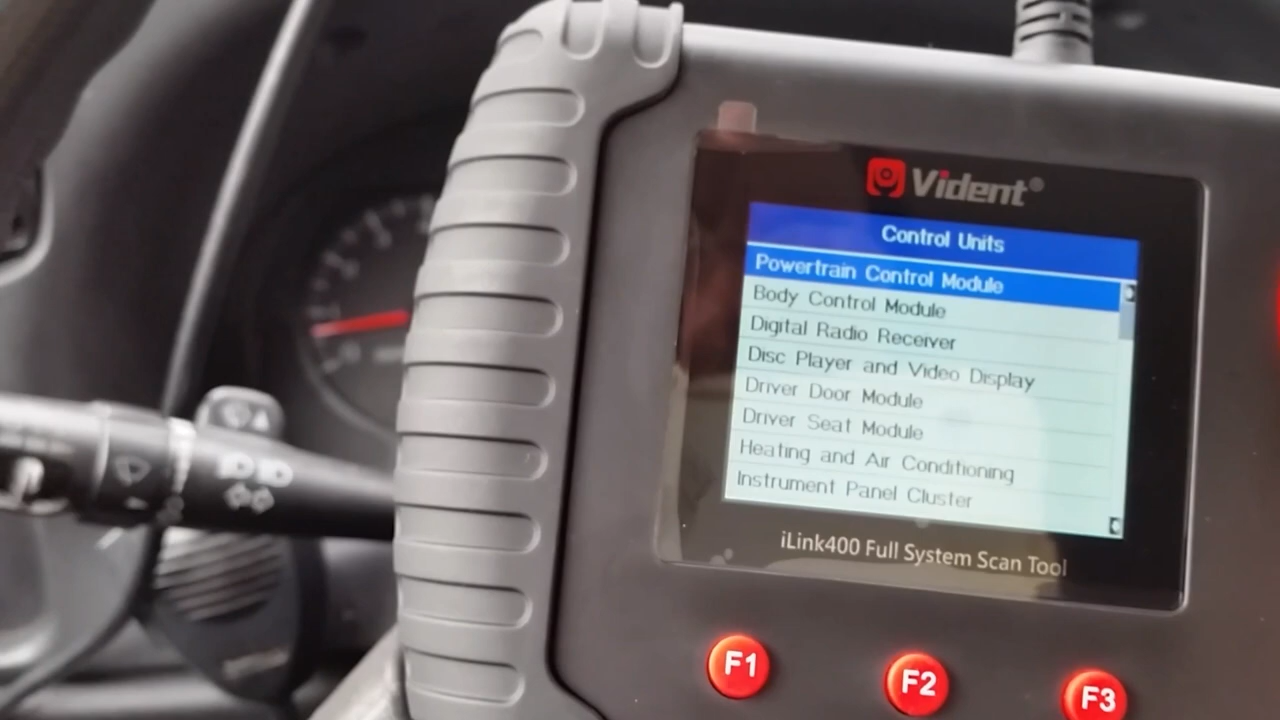 Vident®
Control Units
Powertrain Control Module
Body Control Module
Digital Radio Receiver
Disc Player and Video Display
Driver Door Module
Driver Seat Module
Heating and Air Conditioning
Instrument Panel Cluster
iLink400 Full System Scan Tool
F1
F2
F3